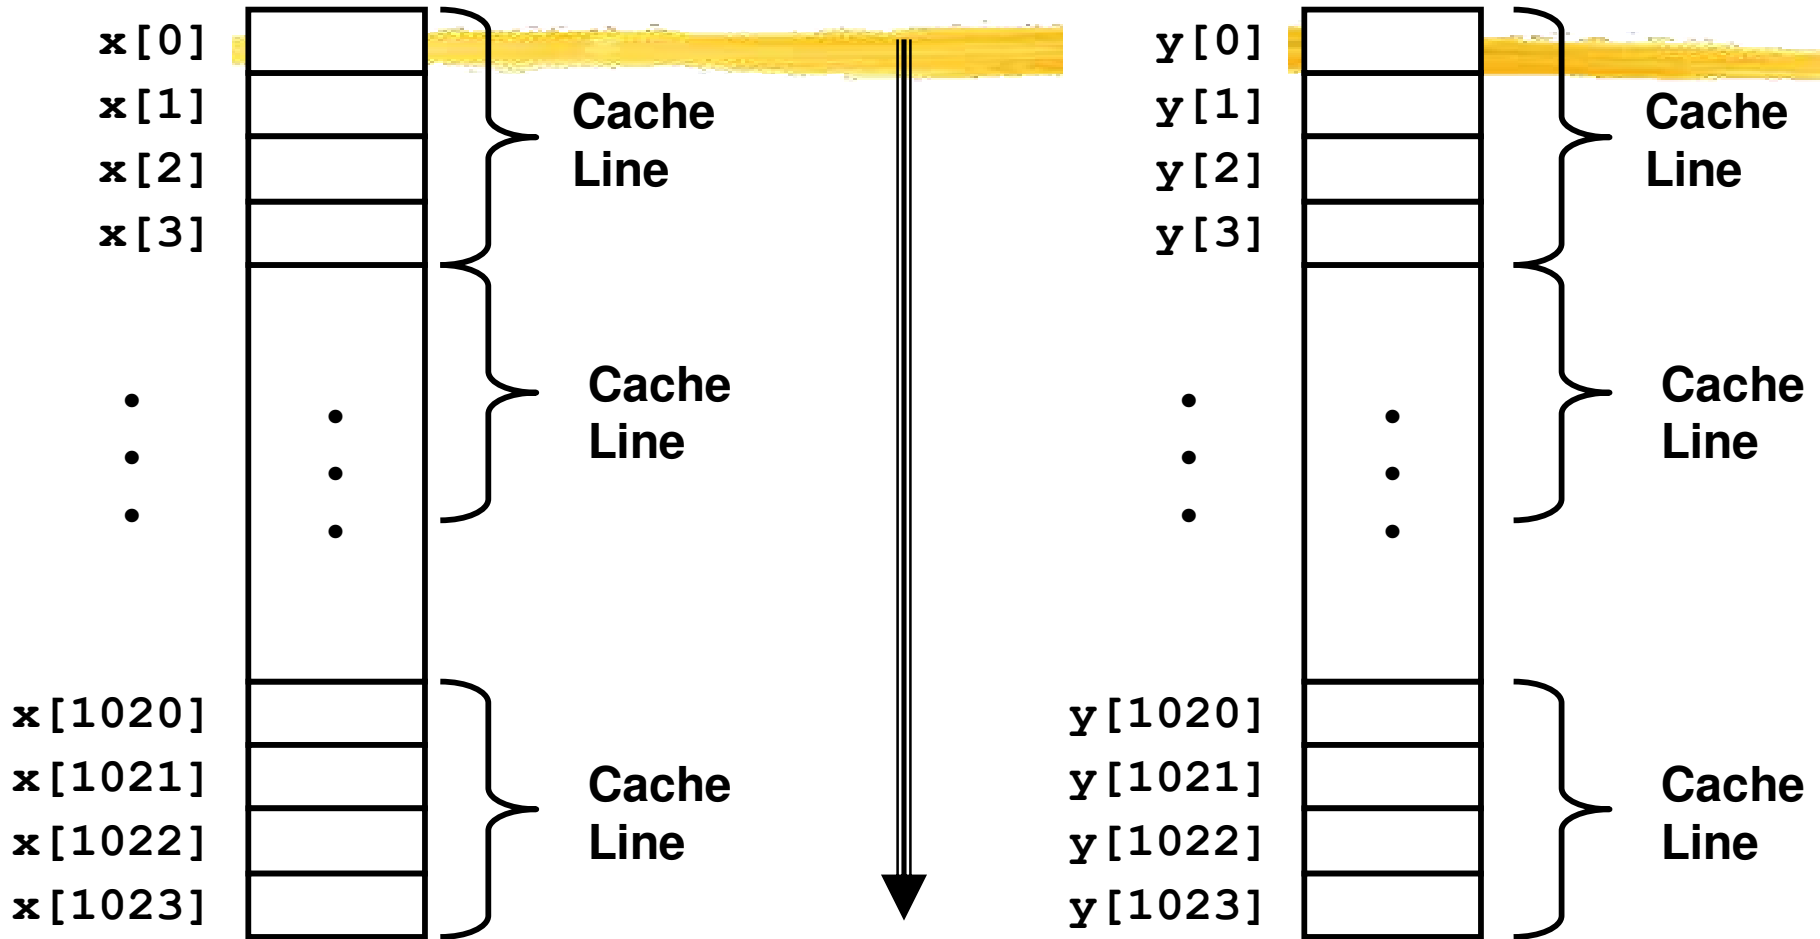 x[0]
x[1]
x[2]
x[3]
Cache
Line
Cache
Line
x[1020]
x[1021]
x[1022]
x[1023]
Cache
Line
y[0]
y[1]
y[2]
y[3]
Cache
Line
Cache
Line
y[1020]
y[1021]
y[1022]
y[1023]
Cache
Line